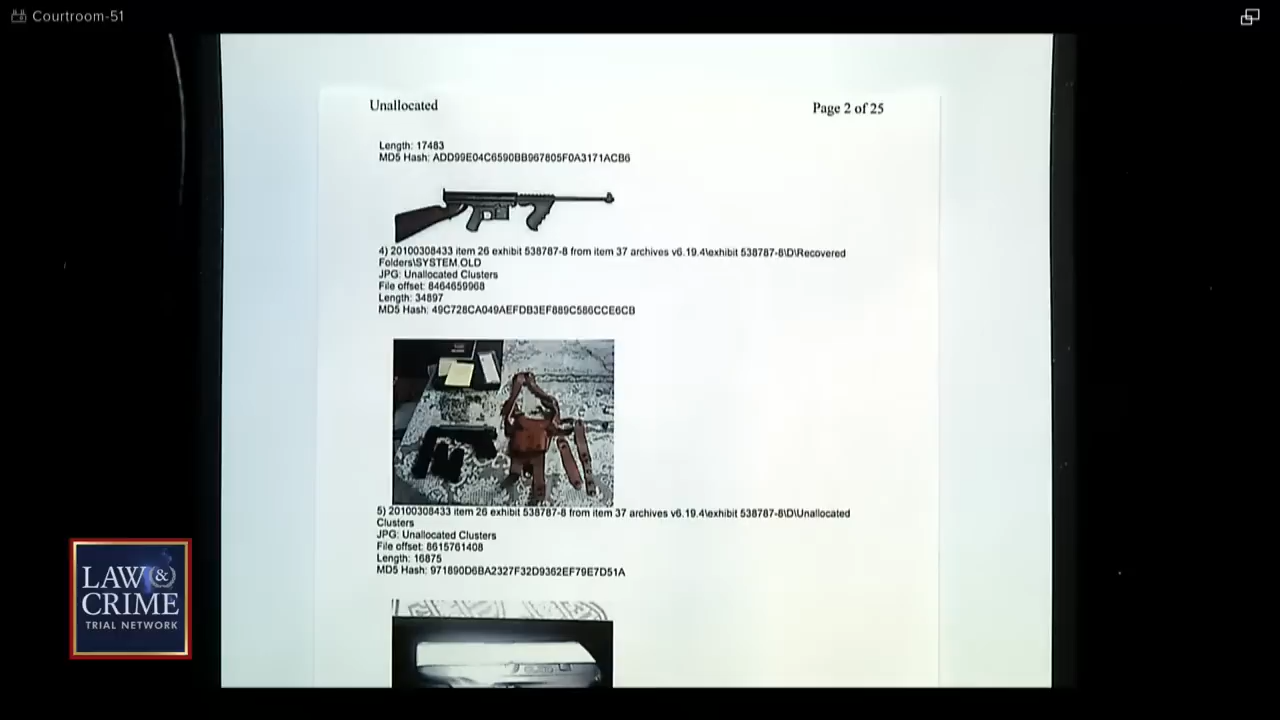 Courtroom-51
Unallocated
Page 2 of 25
Length: 17483
MD5 Hash: ADD99E04C6590BB967805F0A3171ACB6
4) 20100308433 item 26 exhibit 538787-8 from item 37 archives v6.19.4\exhibit 538787-8\D\Recovered
Folders\SYSTEM.OLD
JPG: Unallocated Clusters
File offset: 8464659968
Length: 34897
MD5 Hash: 49C728CA049AEFDB3EF889C586CCE6CB
5) 20100308433 item 26 exhibit 538787-8 from item 37 archives v6.19.4\exhibit 538787-8\D\Unallocated
Clusters
JPG: Unallocated Clusters
File offset: 8615761408
Length: 16875
MD5 Hash: 971890D6BA2327F32D9362EF79E7D51A
LAW &
CRIME
TRIAL NETWORK